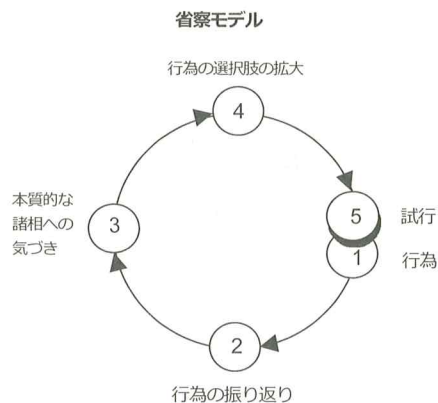 省察モデル
行為の選択肢の拡大
4
本質的な
諸相への
気づき
3
5
試行
1
行為
2
行為の振り返り